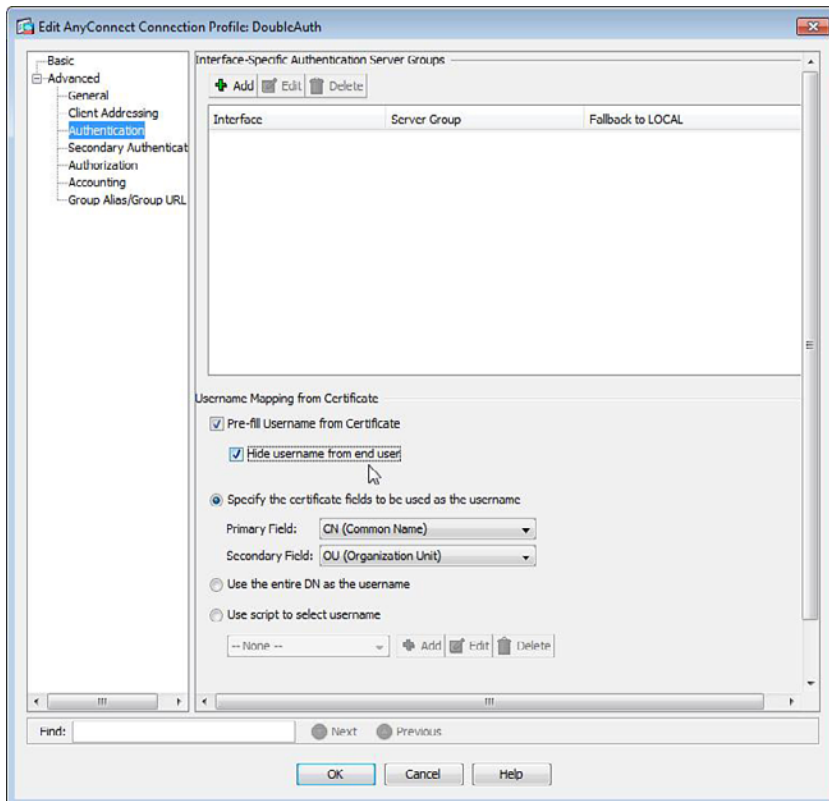 Edit AnyConnect Connection Profile: DoubleAuth
Basic
Advanced
General
Client Addressing
Authentication
Secondary Authenticat
Authorization
Accounting
Group Alias/Group URL
Interface-Specific Authentication Server Groups
Add Edit Delete
Interface Server Group Fallback to LOCAL
Username Mapping from Certificate
Pre-fill Username from Certificate
Hide username from end user
Specify the certificate fields to be used as the username
Primary Field: CN (Common Name)
Secondary Field: OU (Organization Unit)
Use the entire DN as the username
Use script to select username
-- None -- Add Edit Delete
Find: Next Previous
OK Cancel Help